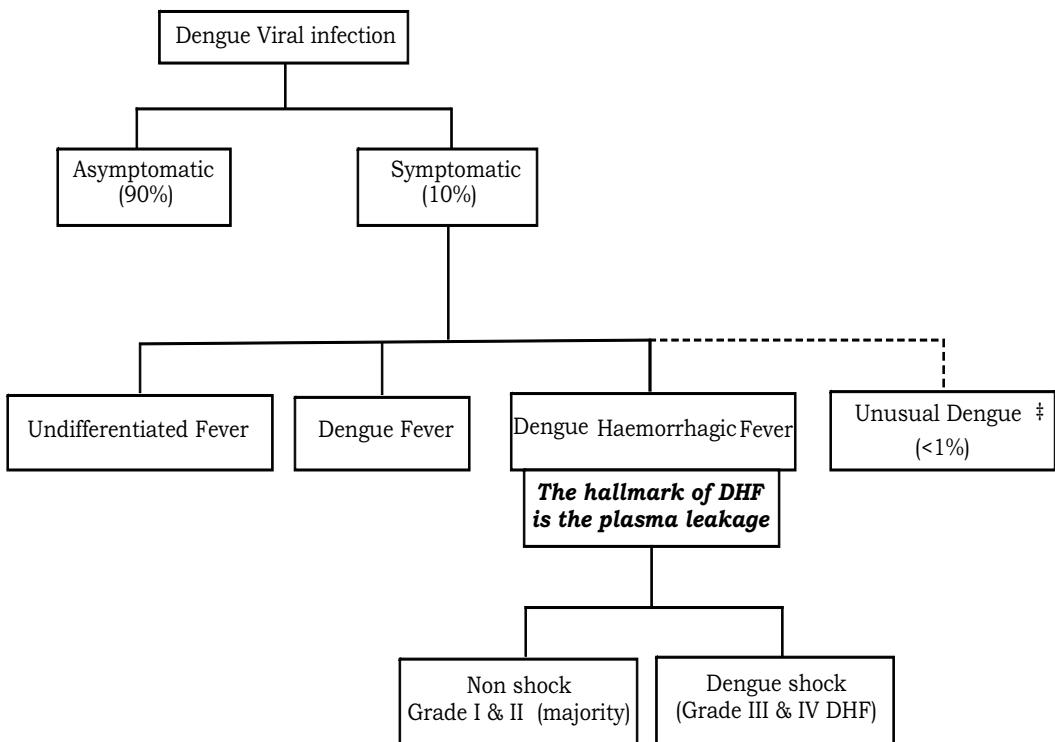 Dengue Viral infection
Asymptomatic
(90%)
Symptomatic
(10%)
Undifferentiated Fever
Dengue Fever
Dengue Haemorrhagic Fever
Unusual Dengue ‡
(<1%)
The hallmark of DHF
is the plasma leakage
Non shock
Grade I & II (majority)
Dengue shock
(Grade III & IV DHF)